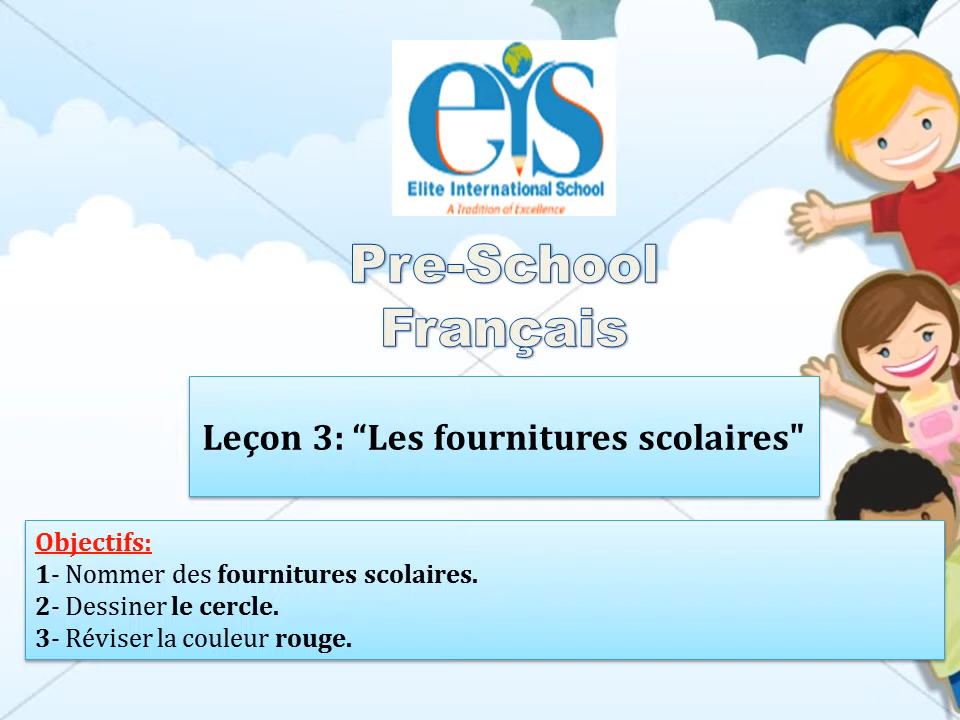 eis
Elite International School
A Tradition of Excellence
Pre-School
Français
Leçon 3: “Les fournitures scolaires"
Objectifs:
1- Nommer des fournitures scolaires.
2- Dessiner le cercle.
3- Réviser la couleur rouge.